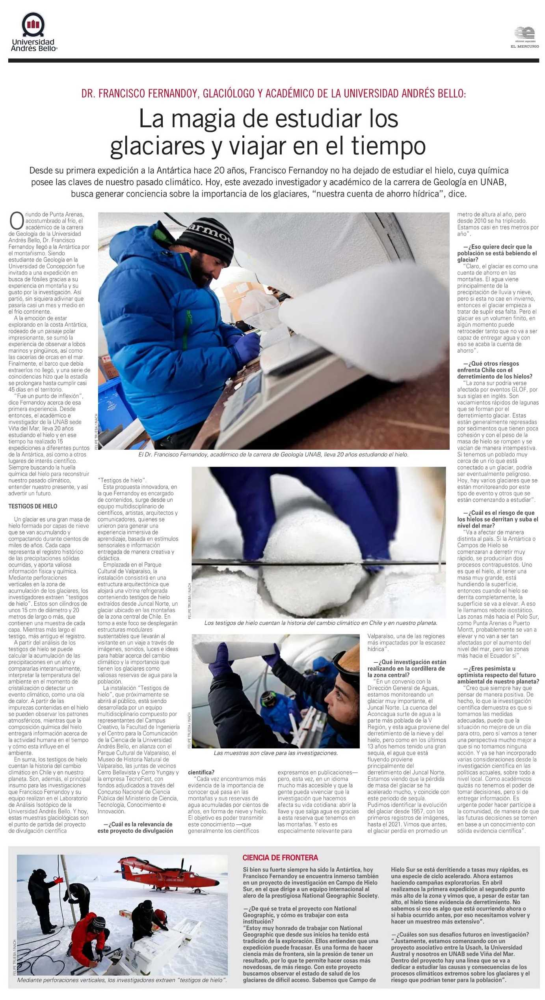 Universidad
Andrés Bello®
ediciones especiales
EL MERCURIO
DR. FRANCISCO FERNANDOY, GLACIÓLOGO Y ACADÉMICO DE LA UNIVERSIDAD ANDRÉS BELLO:
La magia de estudiar los
glaciares y viajar en el tiempo
Desde su primera expedición a la Antártica hace 20 años, Francisco Fernandoy no ha dejado de estudiar el hielo, cuya química
posee las claves de nuestro pasado climático. Hoy, este avezado investigador y académico de la carrera de Geología en UNAB,
busca generar conciencia sobre la importancia de los glaciares, “nuestra cuenta de ahorro hídrica”, dice.
Oriundo de Punta Arenas,
acostumbrado al frío, el
académico de la carrera
de Geología de la Universidad
Andrés Bello, Dr. Francisco
Fernandoy llegó a la Antártica por
el montañismo. Siendo
estudiante de Geología en la
Universidad de Concepción fue
invitado a una expedición en
busca de fósiles gracias a su
experiencia en montaña y su
gusto por la investigación. Así
partió, sin siquiera adivinar que
pasaría casi un mes y medio en
el frío continente.
A la emoción de estar
explorando en la costa Antártica,
rodeado de un paisaje polar
impresionante, se sumó la
experiencia de observar a lobos
marinos y pingüinos, así como
las cacerías de orcas en el mar.
Finalmente, el barco que debía
extraerlos no llegó, y una serie de
coincidencias hizo que la estadía
se prolongara hasta cumplir casi
45 días en el territorio.
“Fue un punto de inflexión”,
dice Fernandoy acerca de esa
primera experiencia. Desde
entonces, el académico e
investigador de la UNAB sede
Viña del Mar, lleva 20 años
estudiando el hielo y en ese
tiempo ha realizado 15
expediciones a diferentes puntos
de la Antártica, así como a otros
lugares de interés científico.
Siempre buscando la huella
química del hielo para reconstruir
nuestro pasado climático,
entender nuestro presente, y así
advertir un futuro.
TESTIGOS DE HIELO
Un glaciar es una gran masa de
hielo formada por capas de nieve
que se van acumulando y
compactando durante cientos de
miles de años. Cada capa
representa el registro histórico
de las precipitaciones sólidas
ocurridas, y aporta valiosa
información física y química.
Mediante perforaciones
verticales en la zona de
acumulación de los glaciares, los
investigadores extraen “testigos
de hielo”. Estos son cilindros de
unos 15 cm de diámetro y 20
metros de largo o más, que
contienen una muestra de cada
capa. Mientras más largo el
testigo, más antiguo el registro.
A partir del análisis de los
testigos de hielo se puede
calcular la acumulación de las
precipitaciones en un año y
compararlas interanualmente,
interpretar la temperatura del
ambiente en el momento de
cristalización o detectar un
evento climático, como una ola
de calor. A partir de las
impurezas contenidas en el hielo
se pueden observar los patrones
atmosféricos, mientras que la
composición química del hielo
entregará información acerca de
la actividad humana en el tiempo
y cómo esta influye en el
ambiente.
En suma, los testigos de hielo
cuentan la historia del cambio
climático en Chile y en nuestro
planeta. Son, además, el principal
insumo para las investigaciones
que Francisco Fernandoy y su
equipo realizan en el Laboratorio
de Análisis Isotópico de la
Universidad Andrés Bello. Y hoy,
estas muestras glaciológicas son
el punto de partida del proyecto
de divulgación científica
armot
FELIPE TRUEBA / INACH
El Dr. Francisco Fernandoy, académico de la carrera de Geología UNAB, lleva 20 años estudiando el hielo.
“Testigos de hielo”.
Esta propuesta innovadora, en
la que Fernandoy es encargado
de contenidos, surge desde un
equipo multidisciplinario de
científicos, artistas, arquitectos y
comunicadores, quienes se
unieron para generar una
experiencia inmersiva de
aprendizaje, basada en estímulos
sensoriales e información
entregada de manera creativa y
didáctica.
Emplazada en el Parque
Cultural de Valparaíso, la
instalación consistirá en una
estructura arquitectónica que
alojará una vitrina refrigerada
conteniendo testigos de hielo
extraídos desde Juncal Norte, un
glaciar ubicado en las montañas
de la zona central de Chile. En
torno a este foco se desplegarán
estructuras modulares
sustentables que llevarán al
visitante en un viaje a través de
imágenes, sonidos, luces e ideas
para hablar acerca del cambio
climático y la importancia que
tienen los glaciares como
valiosas reservas de agua para la
población.
La instalación “Testigos de
hielo”, que próximamente se
abrirá al público, está siendo
desarrollada por un equipo
multidisciplinario compuesto por
representantes del Campus
Creativo, la Facultad de Ingeniería
y el Centro para la Comunicación
de la Ciencia de la Universidad
Andrés Bello, en alianza con el
Parque Cultural de Valparaíso, el
Museo de Historia Natural de
Valparaíso, las juntas de vecinos
Cerro Bellavista y Cerro Yungay y
la empresa TecnoFast, con
fondos adjudicados a través del
Concurso Nacional de Ciencia
Pública del Ministerio de Ciencia,
Tecnología, Conocimiento e
Innovación.
—¿Cuál es la relevancia de
este proyecto de divulgación
FELIPE TRUEBA / INACH
Los testigos de hielo cuentan la historia del cambio climático en Chile y en nuestro planeta.
FELIPE TRUEBA / INACH
Las muestras son clave para las investigaciones.
científica?
“Cada vez encontramos más
evidencia de la importancia de
conocer qué pasa en las
montañas y sus reservas de
agua acumuladas por cientos de
años, en forma de nieve y hielo.
El objetivo es poder transmitir
este conocimiento —que
generalmente los científicos
expresamos en publicaciones—
pero, esta vez, en un idioma
mucho más accesible y que la
gente pueda vivenciar que la
investigación que hacemos
afecta su vida cotidiana: abrir la
llave y que salga agua es gracias
a esta reserva que tenemos en
las montañas. Y esto es
especialmente relevante para
Valparaíso, una de las regiones
más impactadas por la escasez
hídrica”.
—¿Qué investigación están
realizando en la cordillera de
la zona central?
“En un convenio con la
Dirección General de Aguas,
estamos monitoreando un
glaciar muy importante, el
Juncal Norte. La cuenca del
Aconcagua surte de agua a la
parte más poblada de la V
Región, y esta agua proviene del
derretimiento de la nieve y del
hielo, pero como en los últimos
13 años hemos tenido una gran
sequía, el agua que está
fluyendo proviene
principalmente del
derretimiento del Juncal Norte.
Estamos viendo que la pérdida
de masa del glaciar se ha
acelerado mucho, y coincide con
este periodo de sequía.
Pudimos identificar la evolución
del glaciar desde 1957, con los
primeros registros de imágenes,
hasta el 2021. Vimos que antes,
el glaciar perdía en promedio un
metro de altura al año, pero
desde 2010 se ha triplicado.
Estamos casi en tres metros por
año”.
—¿Eso quiere decir que la
población se está bebiendo el
glaciar?
“Claro, el glaciar es como una
cuenta de ahorro en las
montañas. El agua viene
principalmente de la
precipitación de lluvia y nieve,
pero si esta no cae en invierno,
entonces el glaciar empieza a
tratar de suplir esa falta. Pero el
glaciar es un volumen finito, en
algún momento puede
retroceder tanto que no va a ser
capaz de entregar agua y con
eso se acaba la cuenta de
ahorro”.
—¿Qué otros riesgos
enfrenta Chile con el
derretimiento de los hielos?
“La zona sur podría verse
afectada por eventos GLOF, por
sus siglas en inglés. Son
vaciamientos rápidos de lagunas
que se forman por el
derretimiento glaciar. Estas
están generalmente represadas
por sedimentos que tienen poca
cohesión y con el peso de la
masa de hielo se rompen y se
vacían de manera intempestiva.
Si tenemos un poblado muy
cerca de un río que está
conectado a un glaciar, podría
ser eventualmente peligroso.
Hoy, hay varios glaciares que se
están monitoreando por este
tipo de evento y otros que se
están comenzando a estudiar”.
—¿Cuál es el riesgo de que
los hielos se derritan y suba el
nivel del mar?
“Va a afectar de manera
distinta al país. Si la Antártica o
Campos de Hielo se
comenzaran a derretir muy
rápido, se producirían dos
procesos contrapuestos. Uno
es que el hielo, al tener una
masa muy grande, está
hundiendo la superficie,
entonces cuando el hielo se
derrita completamente, la
superficie se va a elevar. A eso
le llamamos rebote isostático.
Las zonas más hacia el Polo Sur,
como Punta Arenas o Puerto
Montt, probablemente se van a
elevar y no van a ser tan
afectadas por el aumento del
nivel del mar, pero las zonas
más hacia el Ecuador sí”.
—¿Eres pesimista u
optimista respecto del futuro
ambiental de nuestro planeta?
“Creo que siempre hay que
pensar de manera positiva. De
hecho, lo que la investigación
científica demuestra es que si
tomamos las medidas
adecuadas, puede que la
situación no mejore de un día
para otro, pero sí vamos a tener
una perspectiva mucho mejor a
que si no tomamos ninguna
acción. Y ya se han incorporado
varias consideraciones desde la
investigación científica en las
políticas actuales, sobre todo a
nivel local. Como académicos
quizás no tenemos el poder de
tomar decisiones, pero sí de
entregar información. Es
urgente poder hacer partícipe a
la comunidad, de manera de que
las futuras decisiones se tomen
en base a un conocimiento con
sólida evidencia científica”.
FELIPE TRUEBA / INACH
Mediante perforaciones verticales, los investigadores extraen “testigos de hielo”.
CIENCIA DE FRONTERA
Si bien su fuerte siempre ha sido la Antártica, hoy
Francisco Fernandoy se encuentra inmerso también
en un proyecto de investigación en Campo de Hielo
Sur, en el que dirige a un equipo internacional al
alero de la prestigiosa National Geographic Society.
—¿De qué se trata el proyecto con National
Geographic, y cómo es trabajar con esta
institución?
“Estoy muy honrado de trabajar con National
Geographic que desde sus inicios ha tenido está
tradición de la exploración. Ellos entienden que una
expedición puede fracasar. Es una forma de hacer
ciencia más de frontera, sin la presión de tener un
resultado, por lo que te permite hacer cosas más
novedosas, de más riesgo. Con este proyecto
buscamos observar el estado de salud de los
glaciares de difícil acceso. Sabemos que Campo de
Hielo Sur se está derritiendo a tasas muy rápidas, es
una especie de ciclo acelerado. Ahora estamos
haciendo campañas exploratorias. En abril
realizamos la primera expedición al segundo punto
más alto de la zona y vimos que, a pesar de estar tan
alto, el hielo tiene evidencia de derretimiento. No
sabemos si eso es algo que está ocurriendo ahora o
si había ocurrido antes, por eso necesitamos volver y
hacer un muestreo más extensivo”.
—¿Cuáles son sus desafíos futuros en investigación?
“Justamente, estamos comenzando con un
proyecto asociativo entre la Usach, la Universidad
Austral y nosotros en UNAB sede Viña del Mar.
Dentro del proyecto hay una línea que se va a
dedicar a estudiar las causas y consecuencias de los
procesos climáticos extremos sobre los glaciares y el
riesgo que podrían tener para la población”.